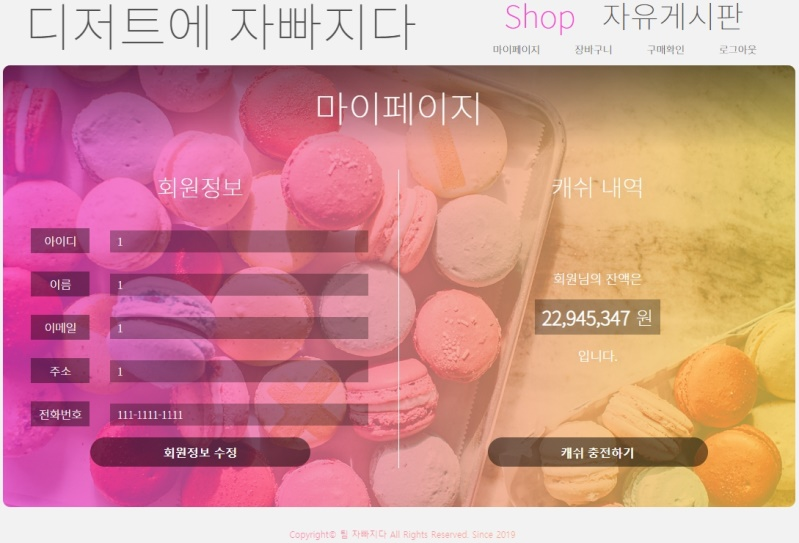 디저트에 자빠지다
Shop 자유게시판
마이페이지 장바구니 구매확인 로그아웃
마이페이지
회원정보
아이디 1
이름 1
이메일 1
주소 1
전화번호 111-1111-1111
회원정보 수정
캐쉬 내역
회원님의 잔액은
22,945,347 원
입니다.
캐쉬 충전하기
Copyright© 팀 자빠지다 All Rights Reserved. Since 2019